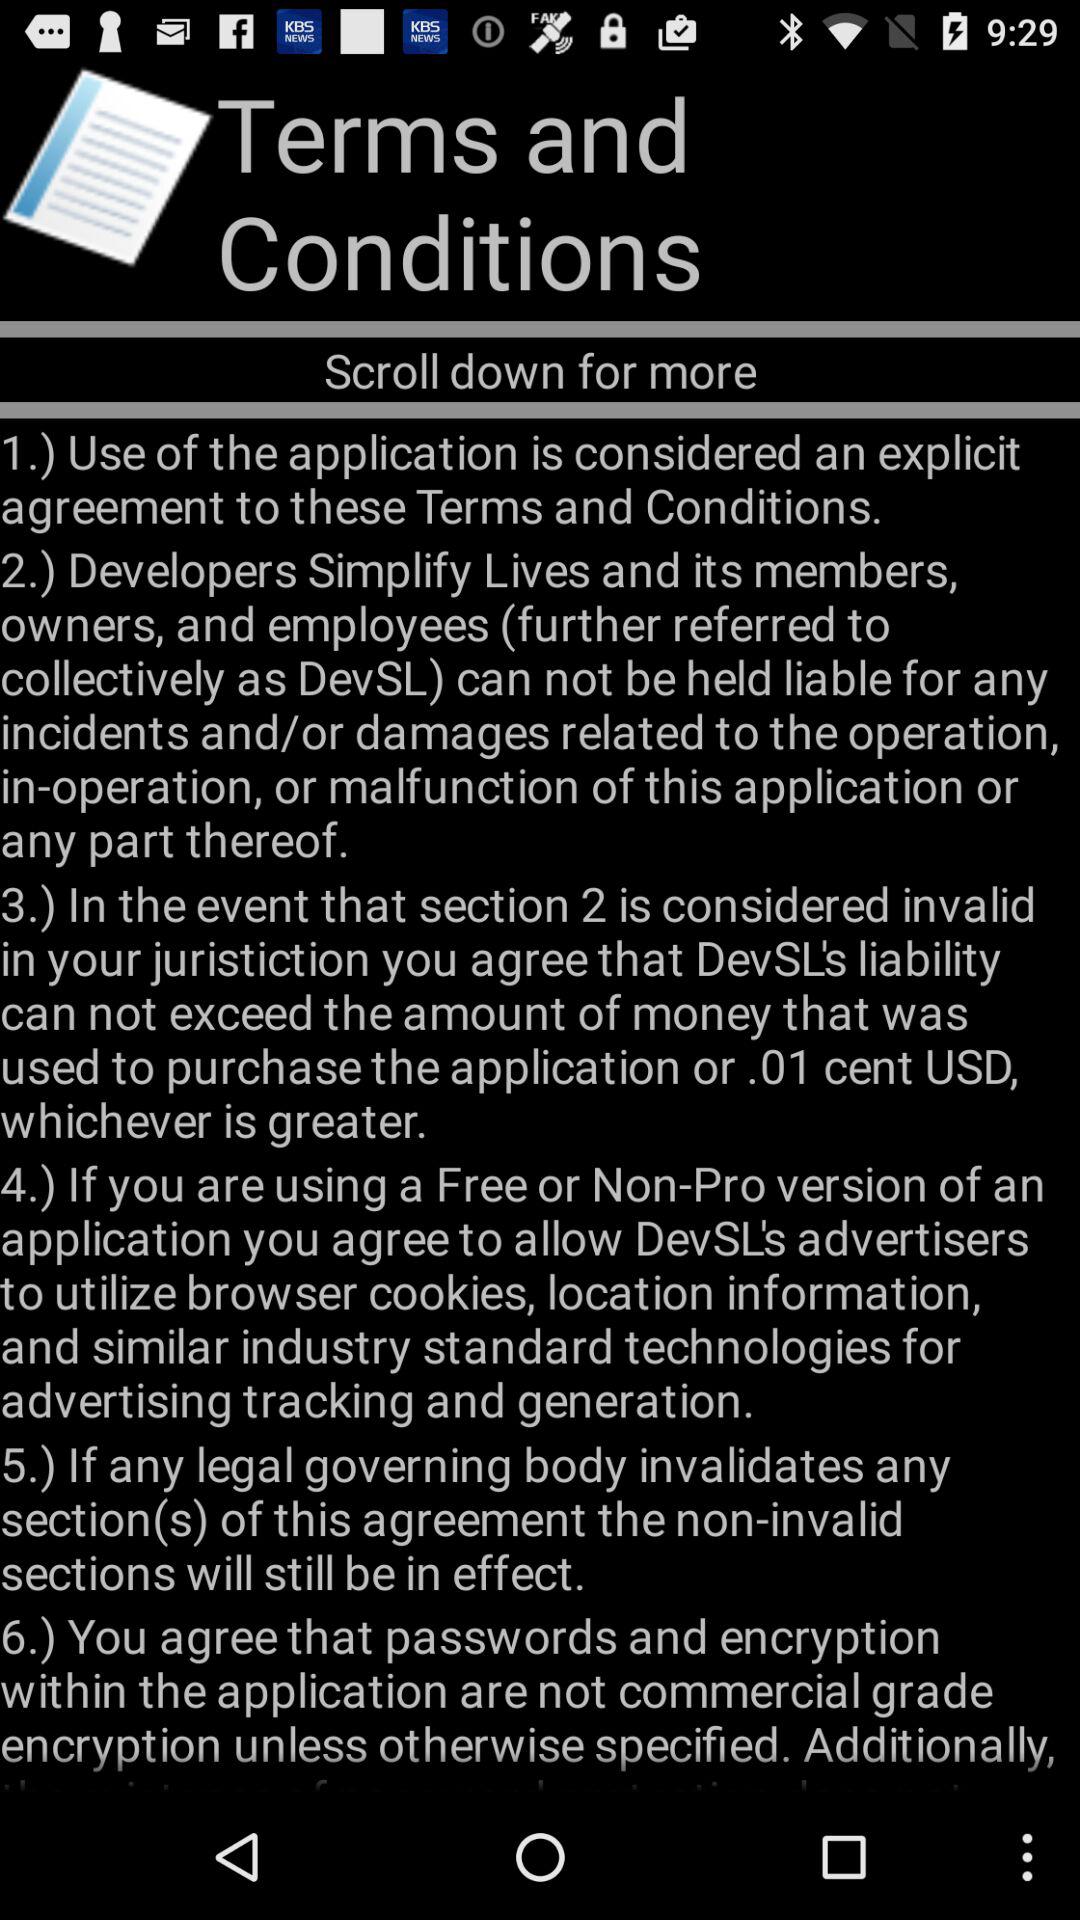 KBS NEWS KBS NEWS FAKE 9:29
Terms and
Conditions
Scroll down for more
1.) Use of the application is considered an explicit
agreement to these Terms and Conditions.
2.) Developers Simplify Lives and its members,
owners, and employees (further referred to
collectively as DevSL) can not be held liable for any
incidents and/or damages related to the operation,
in-operation, or malfunction of this application or
any part thereof.
3.) In the event that section 2 is considered invalid
in your juristiction you agree that DevSL's liability
can not exceed the amount of money that was
used to purchase the application or .01 cent USD,
whichever is greater.
4.) If you are using a Free or Non-Pro version of an
application you agree to allow DevSL's advertisers
to utilize browser cookies, location information,
and similar industry standard technologies for
advertising tracking and generation.
5.) If any legal governing body invalidates any
section(s) of this agreement the non-invalid
sections will still be in effect.
6.) You agree that passwords and encryption
within the application are not commercial grade
encryption unless otherwise specified. Additionally,